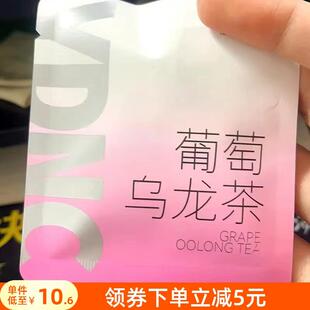 VDNC
葡萄
乌龙茶
GRAPE
OOLONG TEA
夫
单件
低至 ¥10.6
领券下单立减5元